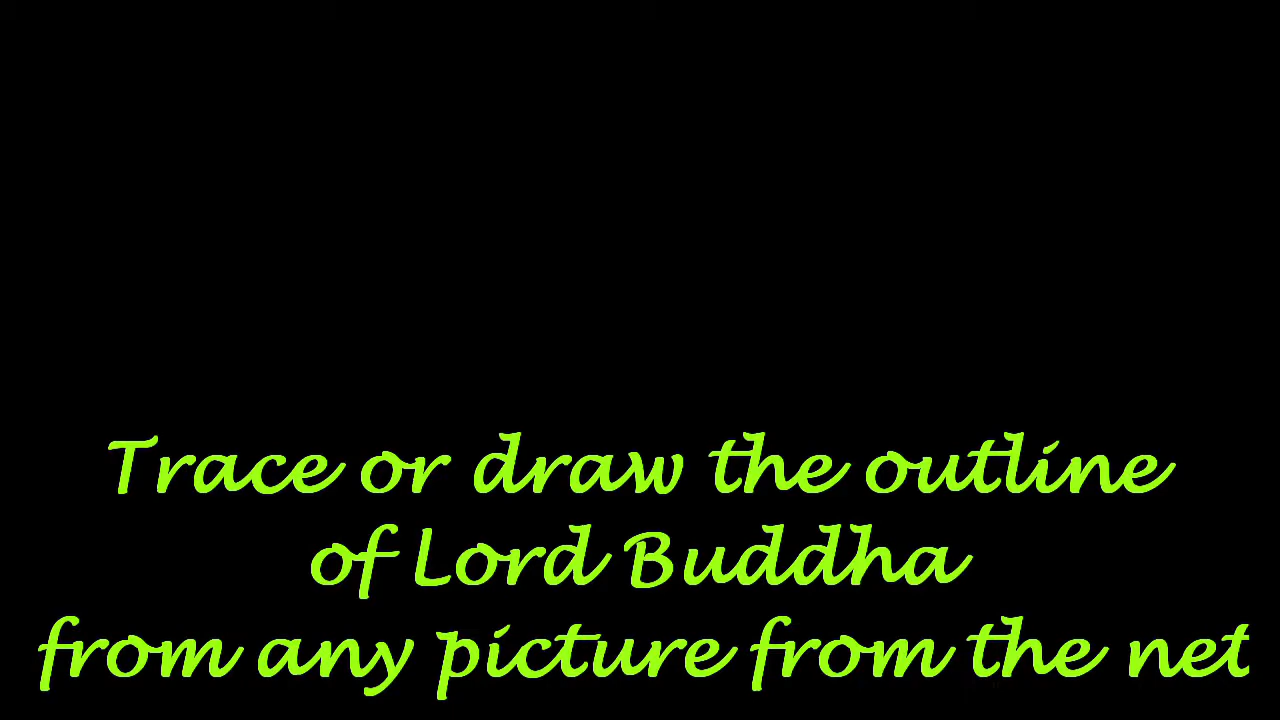 Trace or draw the outline
of Lord Buddha
from any picture from the net